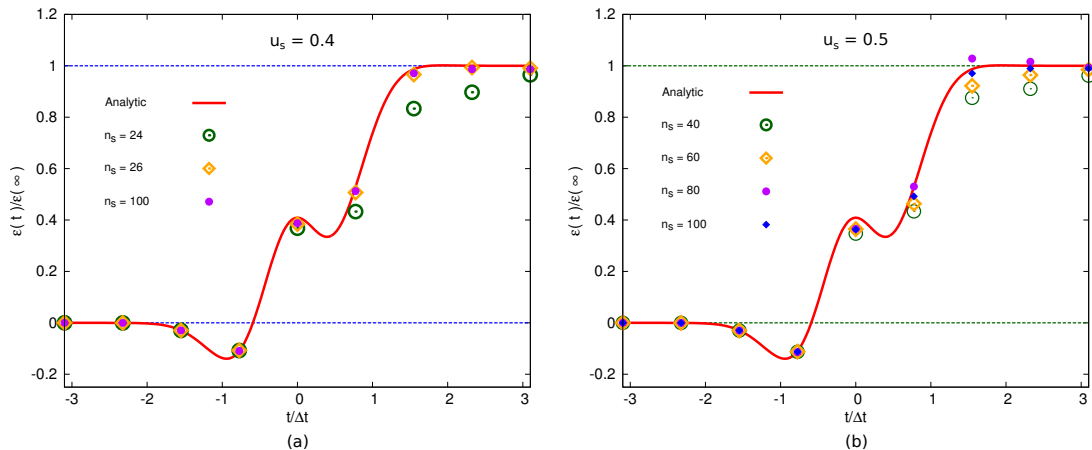 u_s = 0.4
ε( t )/ε( ∞ )
1.2
1
0.8
0.6
0.4
0.2
0
-0.2
Analytic
n_s = 24
n_s = 26
n_s = 100
-3 -2 -1 0 1 2 3
t/Δt
(a)
u_s = 0.5
ε( t )/ε( ∞ )
1.2
1
0.8
0.6
0.4
0.2
0
-0.2
Analytic
n_s = 40
n_s = 60
n_s = 80
n_s = 100
-3 -2 -1 0 1 2 3
t/Δt
(b)